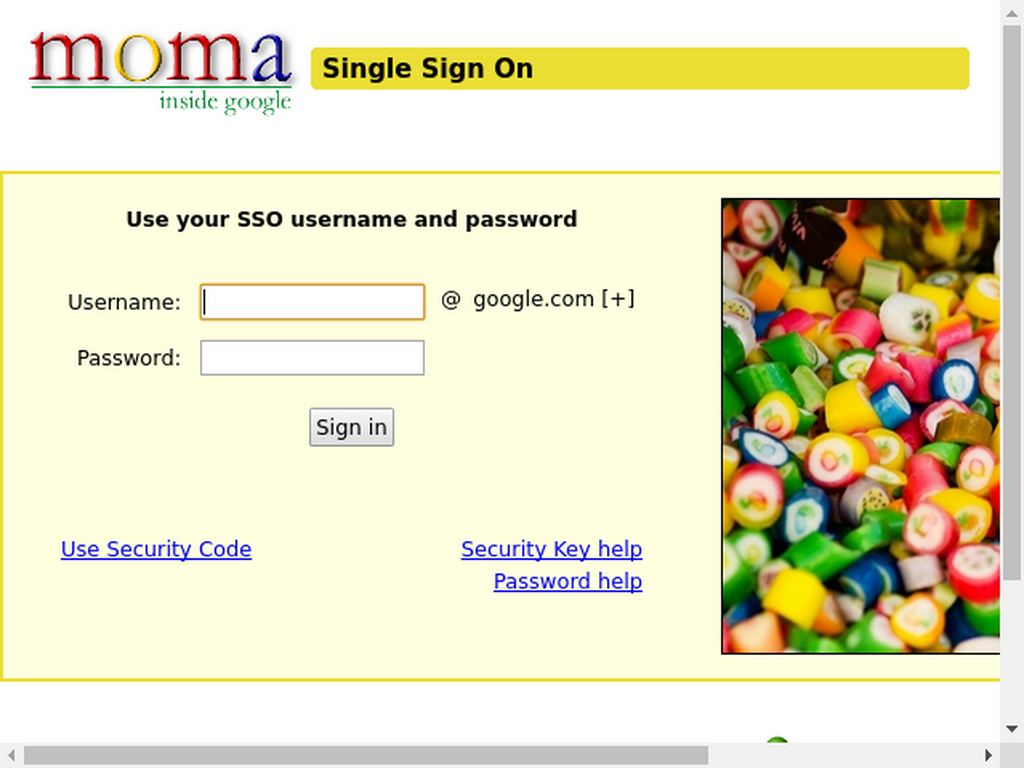 moma
inside google
Single Sign On
Use your SSO username and password
Username: @ google.com [+]
Password:
Sign in
Use Security Code
Security Key help
Password help